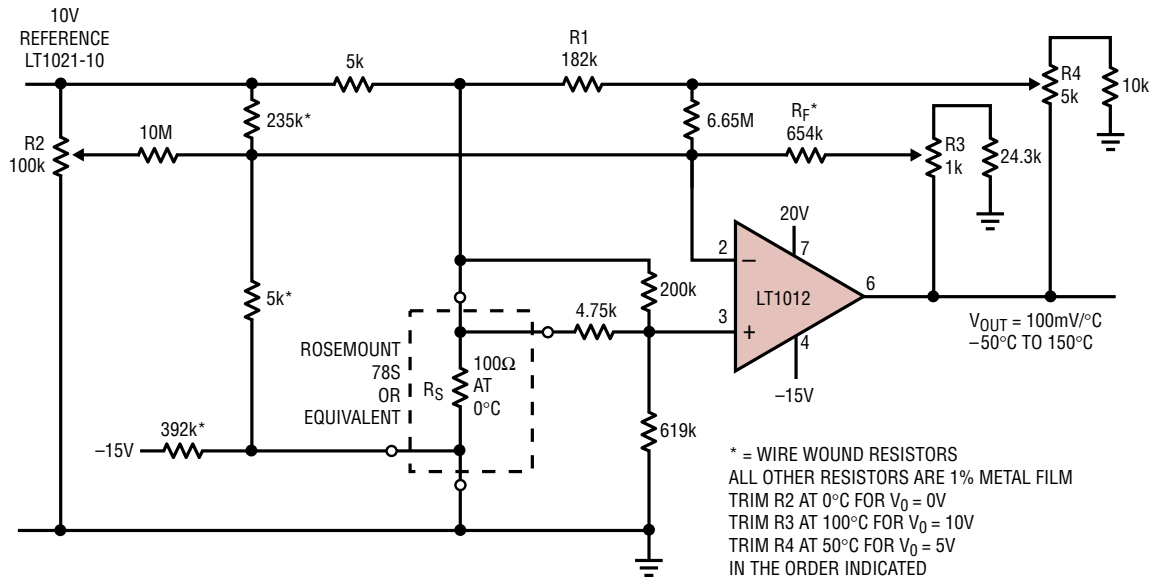 10V
REFERENCE
LT1021-10
5k
R1
182k
R4
5k
10k
235k*
6.65M
RF*
654k
R2
100k
10M
R3
1k
24.3k
20V
2
7
–
LT1012
6
5k*
200k
4.75k
3
+
4
–15V
VOUT = 100mV/°C
–50°C TO 150°C
ROSEMOUNT
78S
OR
EQUIVALENT
RS
100Ω
AT
0°C
392k*
–15V
619k
* = WIRE WOUND RESISTORS
ALL OTHER RESISTORS ARE 1% METAL FILM
TRIM R2 AT 0°C FOR V0 = 0V
TRIM R3 AT 100°C FOR V0 = 10V
TRIM R4 AT 50°C FOR V0 = 5V
IN THE ORDER INDICATED